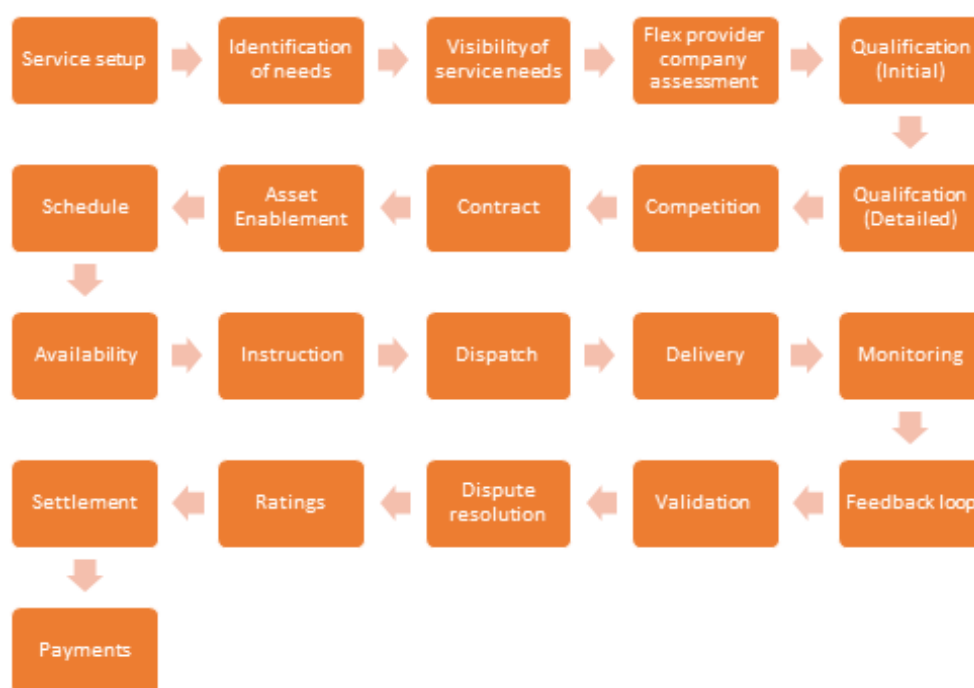 Service setup
Identification
of needs
Visibility of
service needs
Flex provider
company
assessment
Qualification
(Initial)
Qualifcation
(Detailed)
Competition
Contract
Asset
Enablement
Schedule
Availability
Instruction
Dispatch
Delivery
Monitoring
Feedback loop
Validation
Dispute
resolution
Ratings
Settlement
Payments